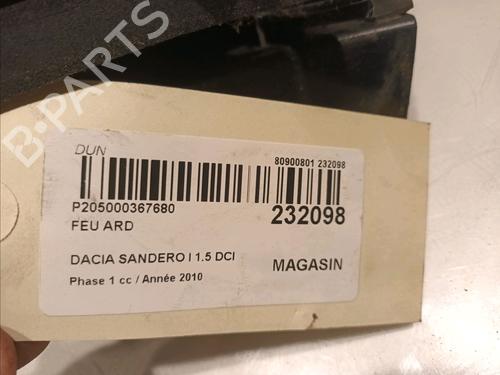 B-PARTS
DUN
80900801 232098
P205000367680
232098
FEU ARD
DACIA SANDERO I 1.5 DCI
MAGASIN
Phase 1 cc / Année 2010